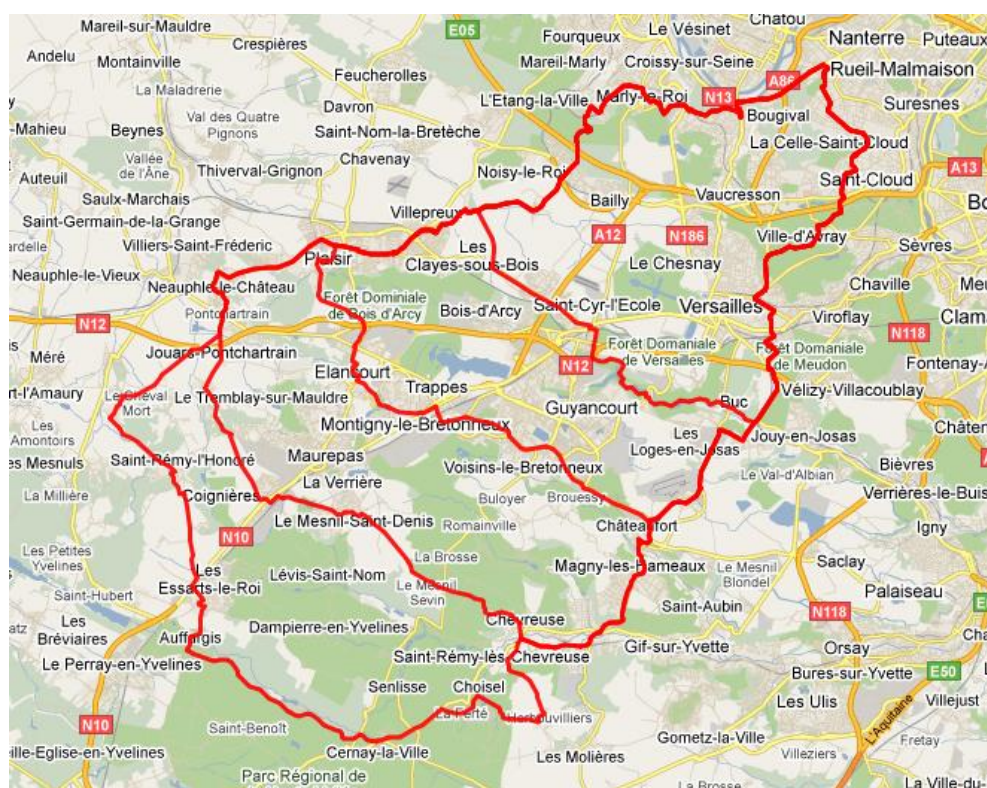 Mareil-sur-Mauldre
Crespières
E05
Fourqueux
Le Vésinet
Chatou
Nanterre
Puteaux
Andelu
Montainville
Feucherolles
Mareil-Marly
Croissy-sur-Seine
A86
Rueil-Malmaison
La Maladrerie
Davron
L'Etang-la-Ville
Marly-le-Roi
N13
Suresnes
-Mahieu
Beynes
Val des Quatre
Pignons
Saint-Nom-la-Bretèche
Bougival
La Celle-Saint-Cloud
Vallée
de l'Âne
Chavenay
Auteuil
Thiverval-Grignon
Noisy-le-Roi
Saint-Cloud
A13
Saulx-Marchais
Bailly
Vaucresson
Saint-Germain-de-la-Grange
Villepreux
Bo
ardelle
Villiers-Saint-Frédéric
Les
Clayes-sous-Bois
A12
N186
Ville-d'Avray
Sèvres
Plaisir
Le Chesnay
Neauphle-le-Vieux
Neauphle-le-Château
Chaville
Meu
Forêt Dominiale
de Bois d'Arcy
Bois-d'Arcy
Saint-Cyr-l'Ecole
Versailles
Pontchartrain
N12
Viroflay
N118
Clam
Méré
Jouars-Pontchartrain
Forêt Domaniale
de Versailles
Forêt Domaniale
de Meudon
Fontenay-A
Elancourt
Trappes
N12
Vélizy-Villacoublay
rt-l'Amaury
Le Cheval
Mort
Le Tremblay-sur-Mauldre
Guyancourt
Buc
Châten
Les
Amontoirs
Montigny-le-Bretonneux
Les
Loges-en-Josas
Jouy-en-Josas
es Mesnuls
Saint-Rémy-l'Honoré
Maurepas
Voisins-le-Bretonneux
Le Val-d'Albian
Bièvres
La Millière
Coignières
La Verrière
Buloyer
Brouessy
Verrières-le-Buis
Le Mesnil-Saint-Denis
Romainville
Châteaufort
Igny
N10
Les Petites
Yvelines
La Brosse
Magny-les-Hameaux
Saclay
Les
Essarts-le-Roi
Lévis-Saint-Nom
Le Mesnil
Sevin
Le Mesnil
Blondel
Palaiseau
Saint-Hubert
Saint-Aubin
N118
Les
Bréviaires
Dampierre-en-Yvelines
Chevreuse
Auffargis
Gif-sur-Yvette
Orsay
Le Perray-en-Yvelines
Saint-Rémy-lès-Chevreuse
Bures-sur-Yvette
E50
Senlisse
Choisel
Les Ulis
Villejust
N10
Saint-Benoît
La Ferté
Herbouvilliers
L'Aquitaine
Gometz-la-Ville
Fretay
eille-Eglise-en-Yvelines
Cernay-la-Ville
Les Molières
Villeziers
Parc Régional de
La Brosse
La Ville-du-